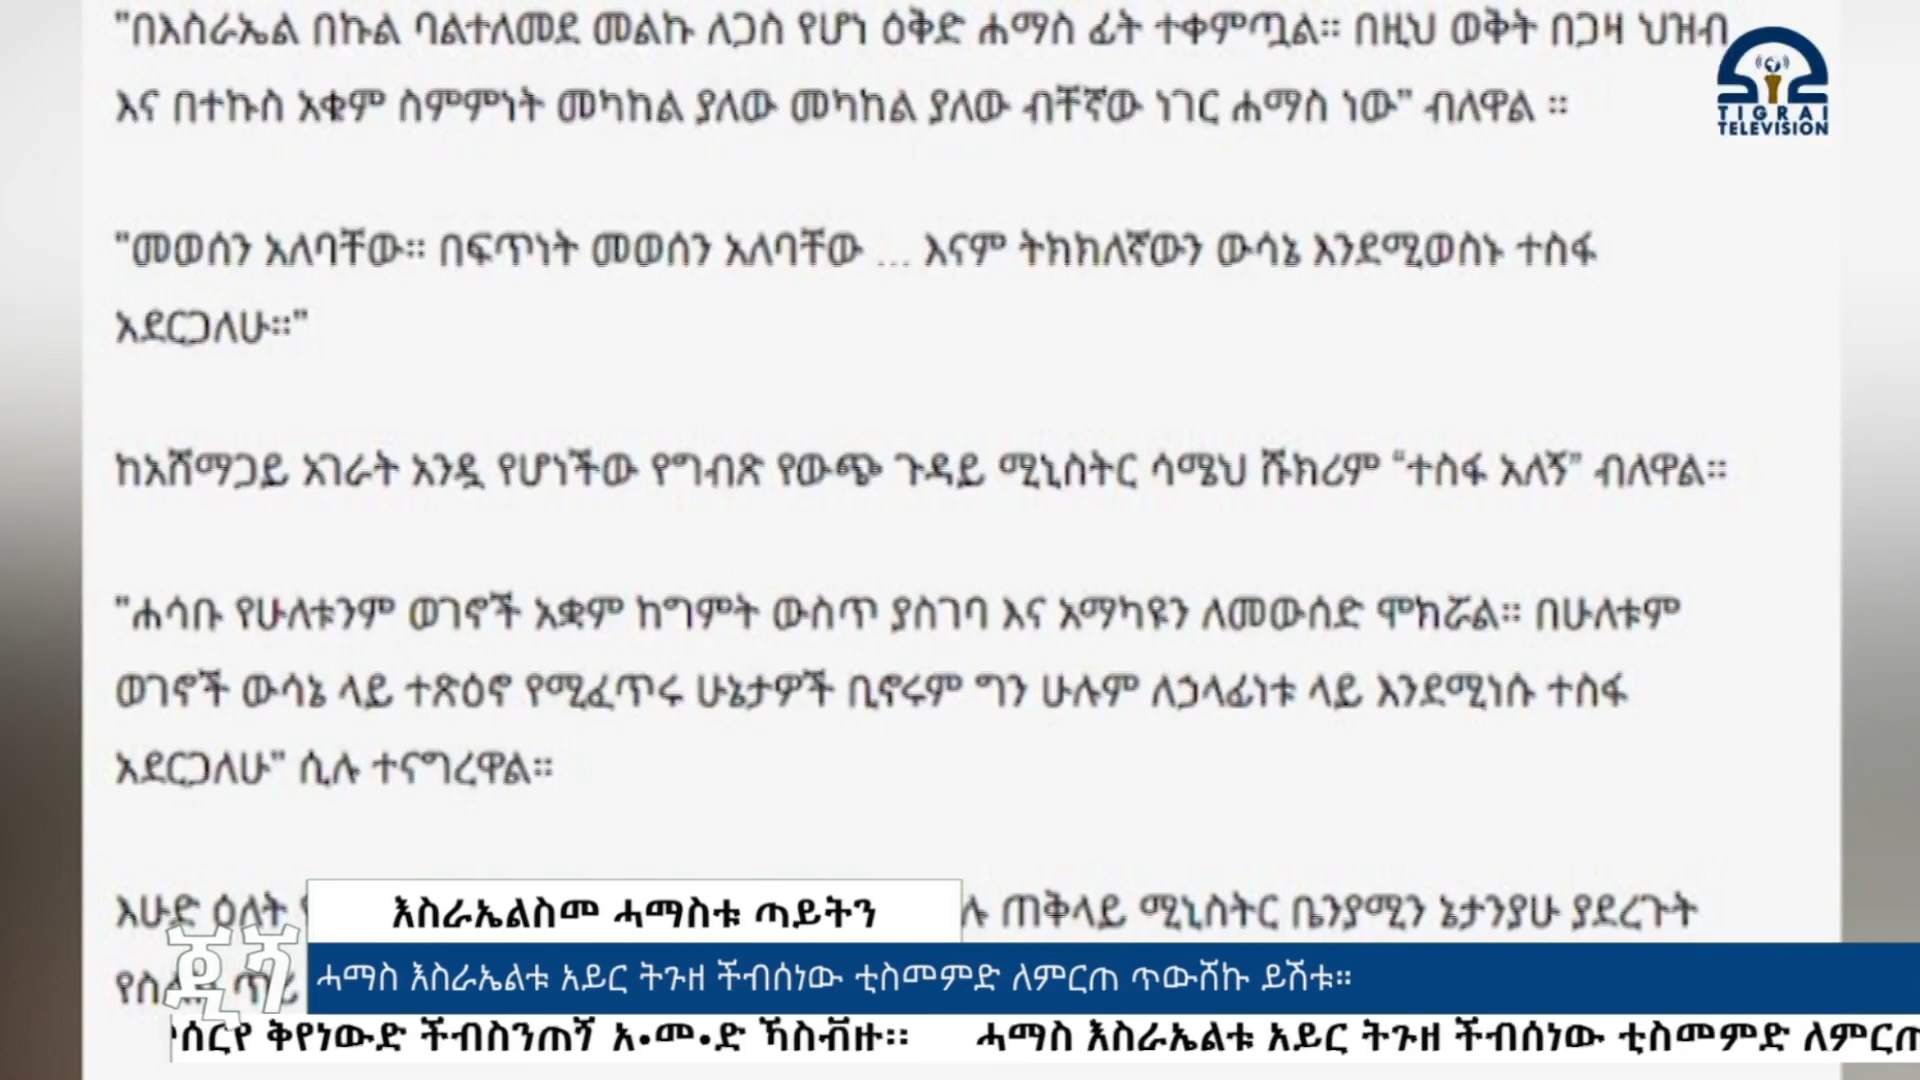 "በእስራኤል በኩል ባልተለመደ መልኩ ለጋስ የሆነ ዕቅድ ሐማስ ፊት ተቀምጧል። በዚህ ወቅት በጋዛ ህዝብ
እና በተኩስ አቁም ስምምነት መካከል ያለው መካከል ያለው ብቸኛው ነገር ሐማስ ነው" ብለዋል ።
TIGRAI
TELEVISION
"መወሰን አለባቸው። በፍጥነት መወሰን አለባቸው ... እናም ትክክለኛውን ውሳኔ እንደሚወስኑ ተስፋ
አደርጋለሁ።"
ከአሸማጋይ አገራት አንዷ የሆነችው የግብጽ የውጭ ጉዳይ ሚኒስትር ሳሜህ ሹክሪም “ተስፋ አለኝ” ብለዋል።
"ሐሳቡ የሁለቱንም ወገኖች አቋም ከግምት ውስጥ ያስገባ እና አማካዩን ለመውሰድ ሞክሯል። በሁለቱም
ወገኖች ውሳኔ ላይ ተጽዕኖ የሚፈጥሩ ሁኔታዎች ቢኖሩም ግን ሁሉም ለኃላፊነቱ ላይ እንደሚነሱ ተስፋ
አደርጋለሁ" ሲሉ ተናግረዋል።
እሁድ ዕለት ጠቅላይ ሚኒስትር ቤንያሚን ኔታንያሁ ያደረጉት
እስራኤልስመ ሓማስቱ ጣይትን
ሓማስ እስራኤልቱ አይር ትጉዘ ችብሰነው ቲስመምድ ለምርጠ ጥውሸኩ ይሽቱ።
ቅየነውድ ችብስንጠኘ አ.መ.ድ ኻስብዙ፡፡ ሓማስ እስራኤልቱ አይር ትጉዘ ችብሰነው ቲስመምድ